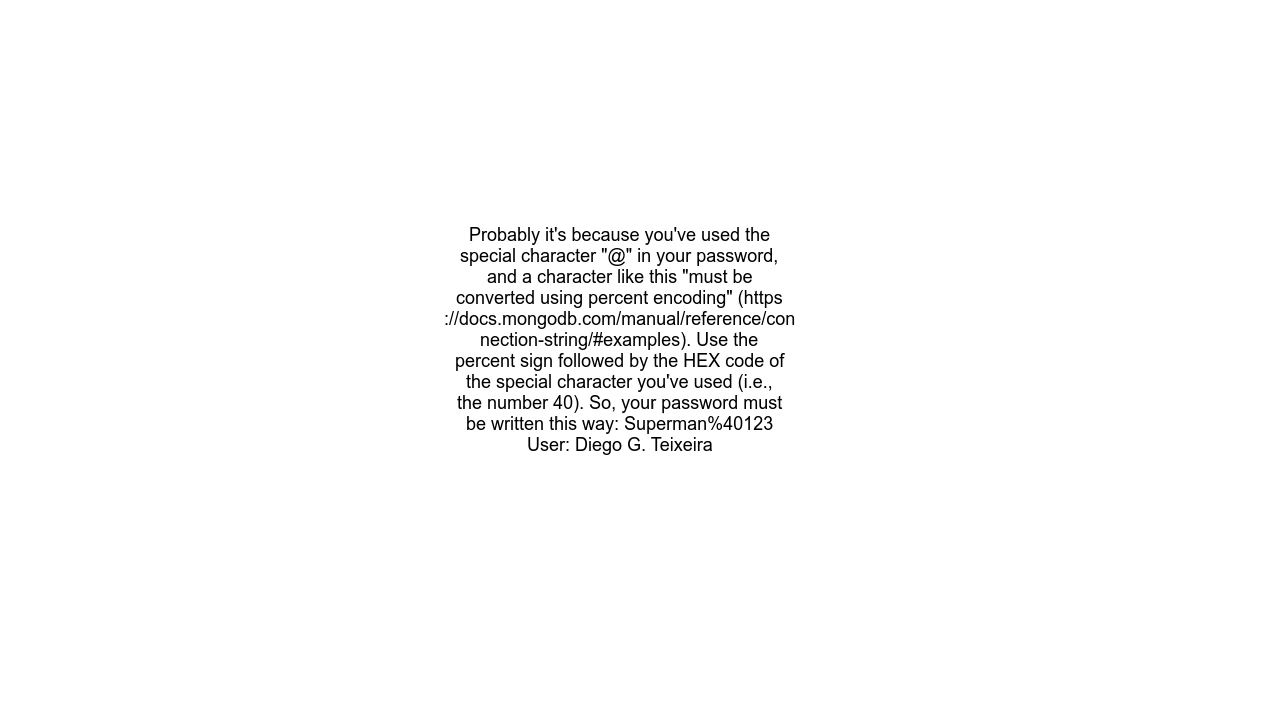 Probably it's because you've used the
special character "@" in your password,
and a character like this "must be
converted using percent encoding" (https
://docs.mongodb.com/manual/reference/con
nection-string/#examples). Use the
percent sign followed by the HEX code of
the special character you've used (i.e.,
the number 40). So, your password must
be written this way: Superman%40123
User: Diego G. Teixeira